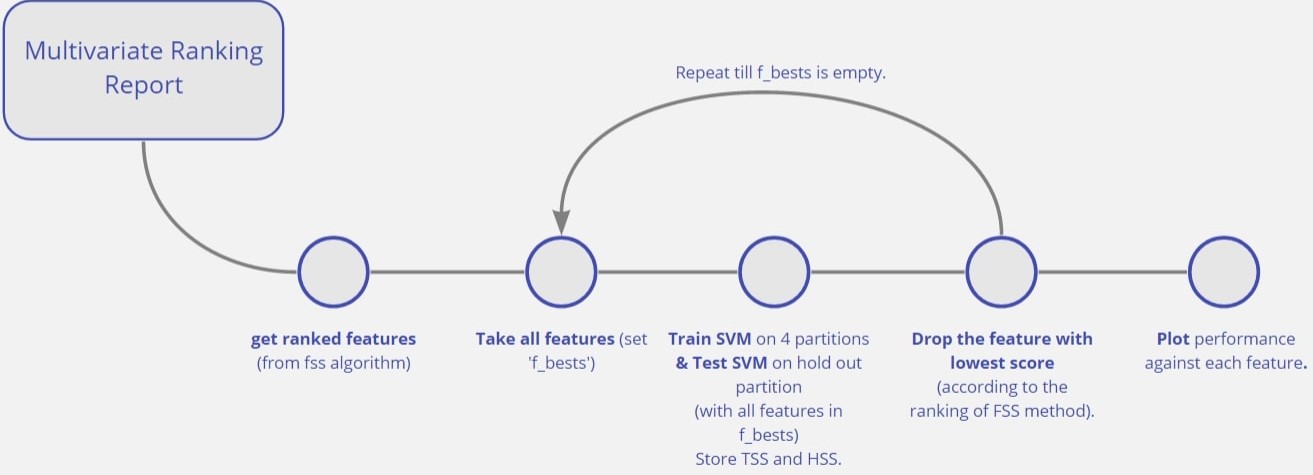 Multivariate Ranking
Report
Repeat till f_bests is empty.
get ranked features
(from fss algorithm)
Take all features (set
'f_bests')
Train SVM on 4 partitions
& Test SVM on hold out
partition
(with all features in
f_bests)
Store TSS and HSS.
Drop the feature with
lowest score
(according to the
ranking of FSS method).
Plot performance
against each feature.